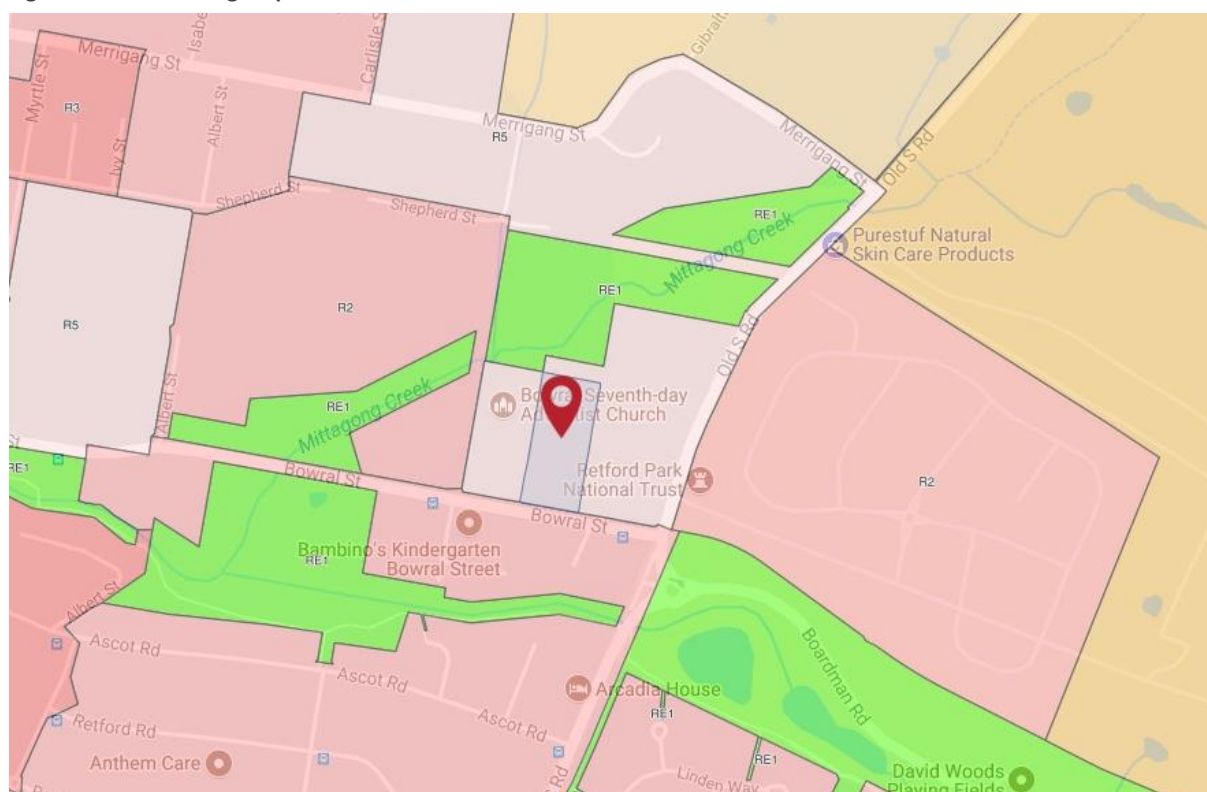 Merrigang St
Isabe
Carlisle St
Gibralt
Myrtle St
R3
Albert St
Ivy St
Merrigang St
R5
Merrigang St
Old S Rd
Shepherd St
Shepherd St
RE1
Mittagong Creek
Purestuf Natural
Skin Care Products
RE1
R2
R5
Old S Rd
Albert St
RE1
Mittagong Creek
Seventh-day
Church
Retford Park
National Trust
R2
St
RE1
Bowral St
Bowral St
Bambino's Kindergarten
Bowral Street
RE1
Albert St
Ascot Rd
Ascot Rd
Boardman Rd
Arcadia House
RE1
Ascot Rd
Retford Rd
RE1
Anthem Care
Linden Way
Rd
David Woods
Playing Fields